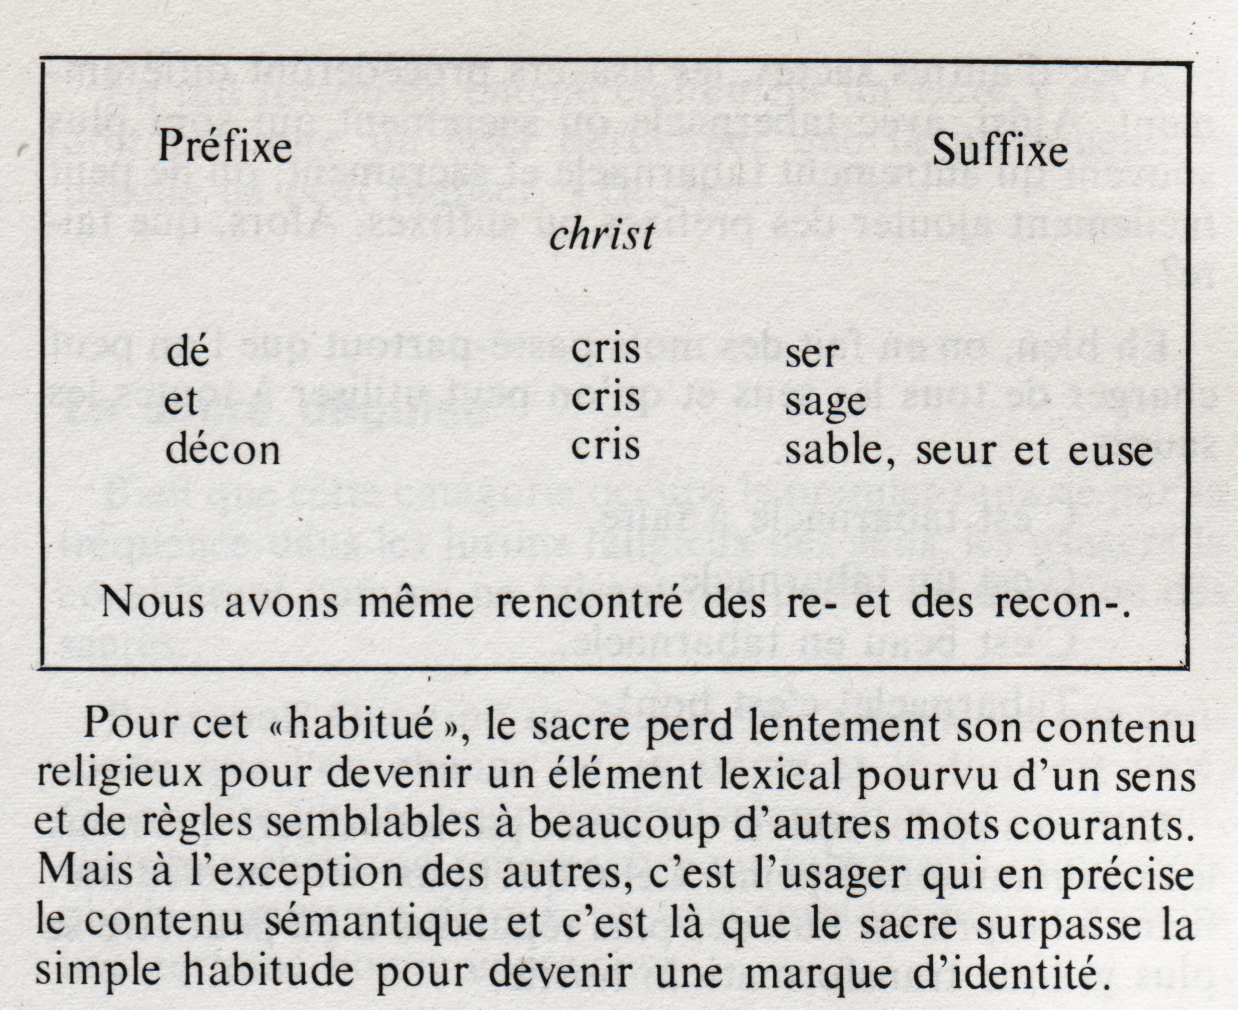 Préfixe Suffixe
christ
dé cris ser
et cris sage
décon cris sable, seur et euse
Nous avons même rencontré des re- et des recon-.
Pour cet «habitué», le sacre perd lentement son contenu
religieux pour devenir un élément lexical pourvu d'un sens
et de règles semblables à beaucoup d'autres mots courants.
Mais à l'exception des autres, c'est l'usager qui en précise
le contenu sémantique et c'est là que le sacre surpasse la
simple habitude pour devenir une marque d'identité.